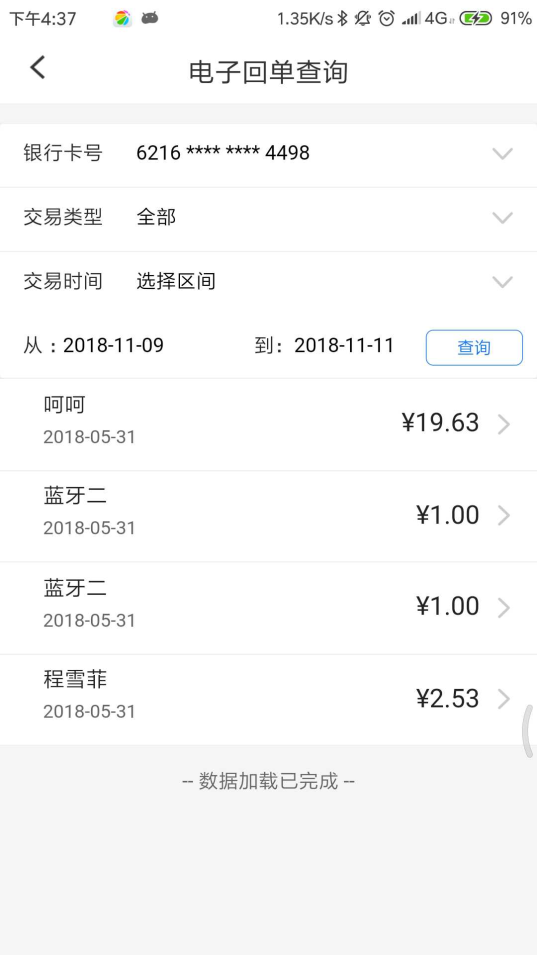 下午4:37
1.35K/s 4G 91%
电子回单查询
银行卡号 6216 **** **** 4498
交易类型 全部
交易时间 选择区间
从：2018-11-09 到：2018-11-11 查询
呵呵
2018-05-31
¥19.63
蓝牙二
2018-05-31
¥1.00
蓝牙二
2018-05-31
¥1.00
程雪菲
2018-05-31
¥2.53
-- 数据加载已完成 --